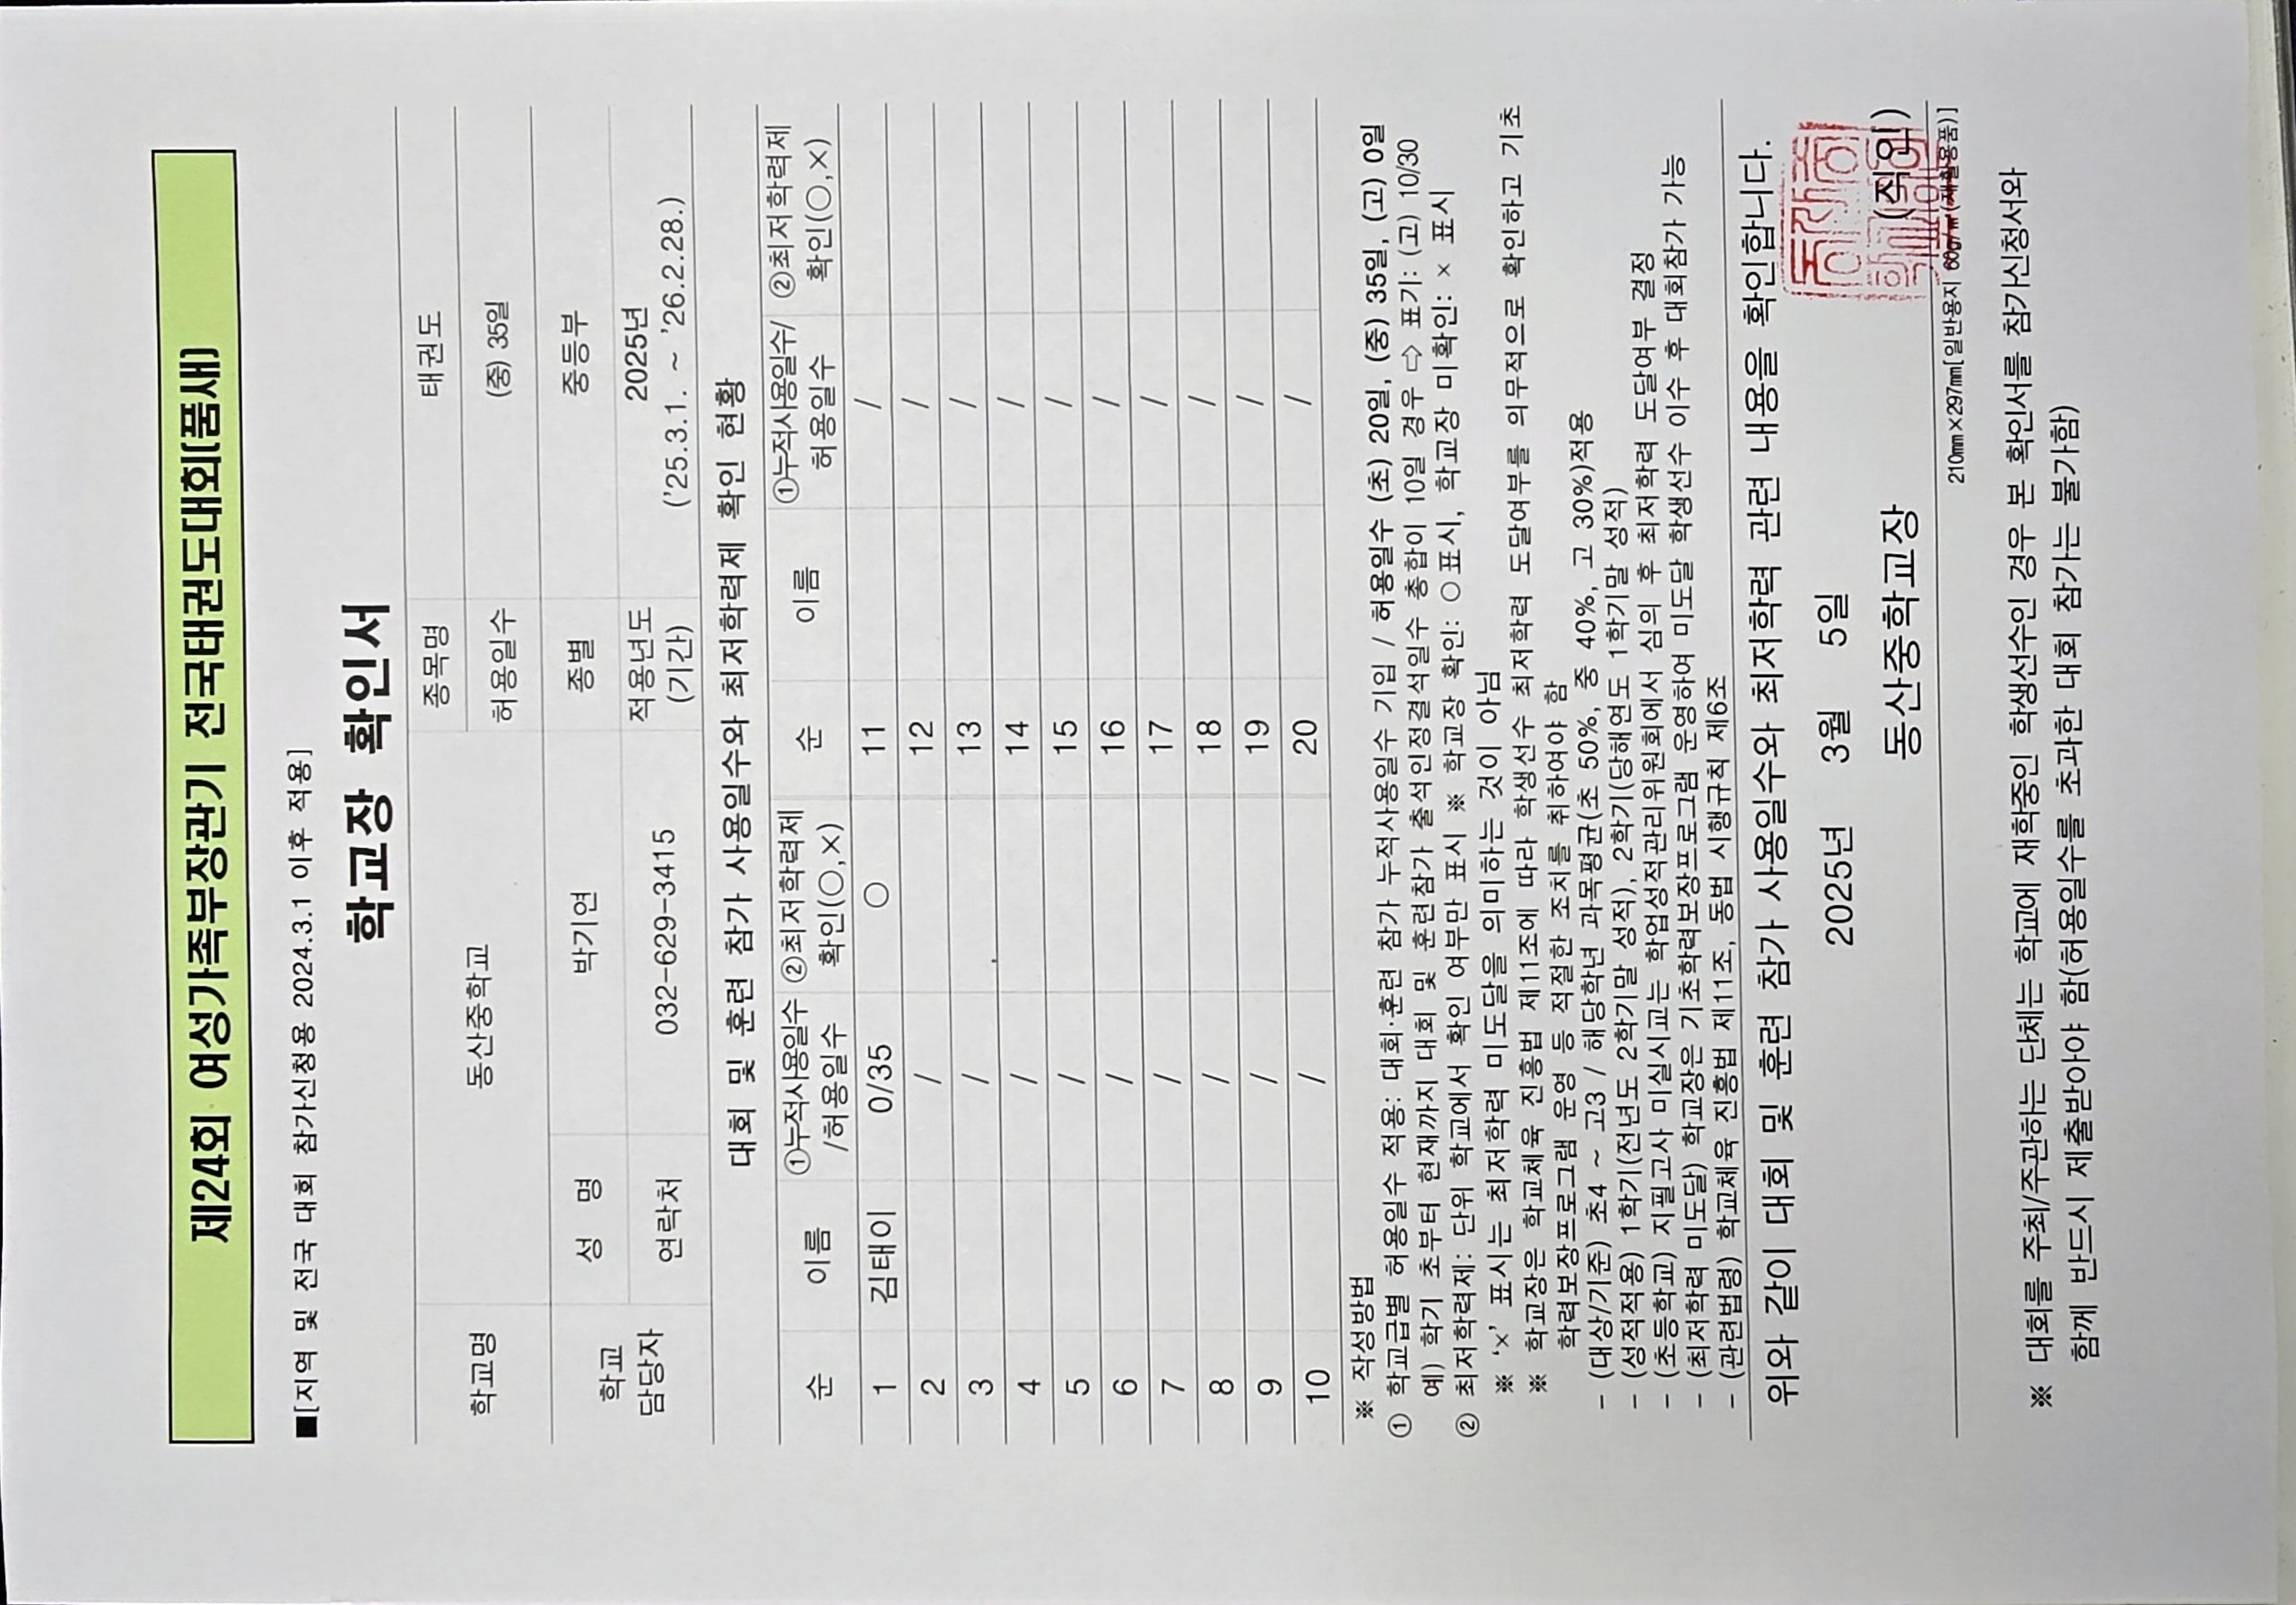 제24회 여성가족부장관기 전국태권도대회(품새)
■[지역 및 전국 대회 참가신청용 2024.3.1 이후 적용]
학교장 확인서
학교명 동산중학교 종목명 태권도
허용일수 (중) 35일
학교 담당자 성 명 박기연 종별 중등부
연락처 032-629-3415 적용년도 (기간) 2025년 ('25.3.1. ~ '26.2.28.)
대회 및 훈련 참가 사용일수와 최저학력제 확인 현황
순 이름 ①누적사용일수 /허용일수 ②최저학력제 확인(○,×) 순 이름 ①누적사용일수/ 허용일수 ②최저학력제 확인(○,×)
1 김태이 0/35 ○ 11 /
2 / 12 /
3 / 13 /
4 / 14 /
5 / 15 /
6 / 16 /
7 / 17 /
8 / 18 /
9 / 19 /
10 / 20 /
※ 작성방법
① 학교급별 허용일수 적용: 대회·훈련 참가 누적사용일수 기입 / 허용일수 (초) 20일, (중) 35일, (고) 0일
예) 학기 초부터 현재까지 대회 및 훈련참가 출석인정결석일수 총합이 10일 경우 ⇨ 표기: (고) 10/30
② 최저학력제: 단위 학교에서 확인 여부만 표시 ※ 학교장 확인: ○표시, 학교장 미확인: × 표시
※ '×' 표시는 최저학력 미도달을 의미하는 것이 아님
※ 학교장은 학교체육 진흥법 제11조에 따라 학생선수 최저학력 도달여부를 의무적으로 확인하고 기초
학력보장프로그램 운영 등 적절한 조치를 취하여야 함
- (대상/기준) 초4 ~ 고3 / 해당학년 과목평균(초 50%, 중 40%, 고 30%)적용
- (성적적용) 1학기(전년도 2학기말 성적), 2학기(당해연도 1학기말 성적)
- (초등학교) 지필고사 미실시교는 학업성적관리위원회에서 심의 후 최저학력 도달여부 결정
- (최저학력 미도달) 학교장은 기초학력보장프로그램 운영하여 미도달 학생선수 이수 후 대회참가 가능
- (관련법령) 학교체육 진흥법 제11조, 동법 시행규칙 제6조
위와 같이 대회 및 훈련 참가 사용일수와 최저학력 관련 내용을 확인합니다.
2025년 3월 5일
동산중학교장 (직인)
210㎜×297㎜[일반용지 60g/㎡(재활용품)]
※ 대회를 주최/주관하는 단체는 학교에 재학중인 학생선수인 경우 본 확인서를 참가신청서와
함께 반드시 제출받아야 함(허용일수를 초과한 대회 참가는 불가함)